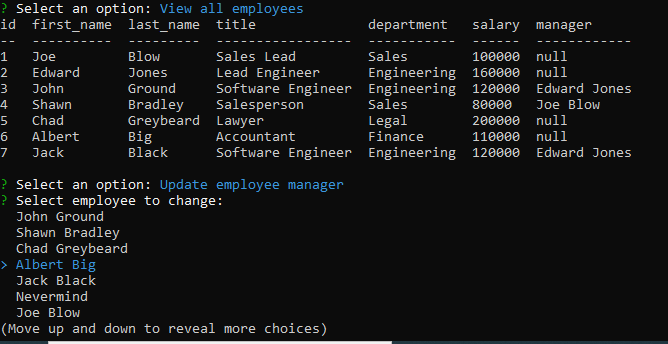 ? Select an option: View all employees
id  first_name  last_name  title              department   salary  manager
--  ----------  ---------  -----------------  -----------  ------  ------------
1   Joe         Blow       Sales Lead         Sales        100000  null
2   Edward      Jones      Lead Engineer      Engineering  160000  null
3   John        Ground     Software Engineer  Engineering  120000  Edward Jones
4   Shawn       Bradley    Salesperson        Sales        80000   Joe Blow
5   Chad        Greybeard  Lawyer             Legal        200000  null
6   Albert      Big        Accountant         Finance      110000  null
7   Jack        Black      Software Engineer  Engineering  120000  Edward Jones
? Select an option: Update employee manager
? Select employee to change:
  John Ground
  Shawn Bradley
  Chad Greybeard
> Albert Big
  Jack Black
  Nevermind
  Joe Blow
(Move up and down to reveal more choices)